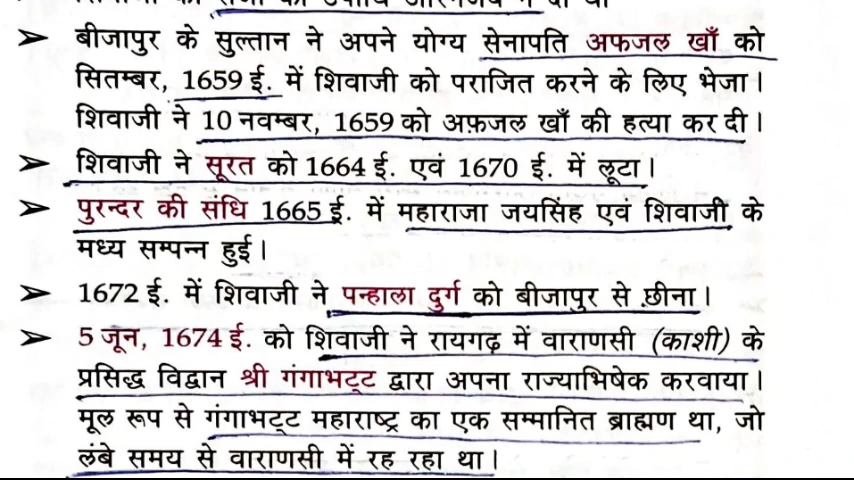 ➤ बीजापुर के सुल्तान ने अपने योग्य सेनापति अफजल खाँ को
सितम्बर, 1659 ई. में शिवाजी को पराजित करने के लिए भेजा।
शिवाजी ने 10 नवम्बर, 1659 को अफ़जल खाँ की हत्या कर दी।
➤ शिवाजी ने सूरत को 1664 ई. एवं 1670 ई. में लूटा।
➤ पुरन्दर की संधि 1665 ई. में महाराजा जयसिंह एवं शिवाजी के
मध्य सम्पन्न हुई।
➤ 1672 ई. में शिवाजी ने पन्हाला दुर्ग को बीजापुर से छीना।
➤ 5 जून, 1674 ई. को शिवाजी ने रायगढ़ में वाराणसी (काशी) के
प्रसिद्ध विद्वान श्री गंगाभट्ट द्वारा अपना राज्याभिषेक करवाया।
मूल रूप से गंगाभट्ट महाराष्ट्र का एक सम्मानित ब्राह्मण था, जो
लंबे समय से वाराणसी में रह रहा था।